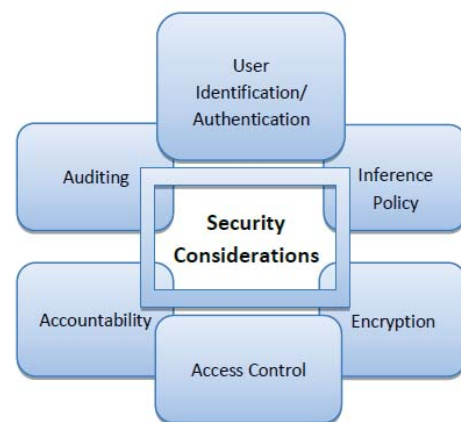 User
Identification/
Authentication
Auditing
Inference
Policy
Security
Considerations
Accountability
Encryption
Access Control